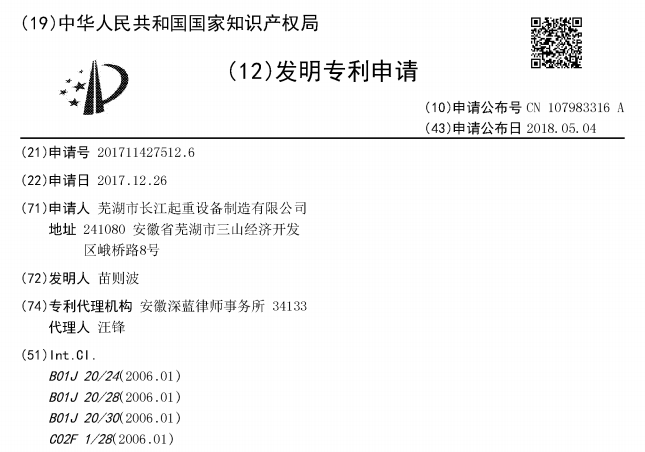 (19)中华人民共和国国家知识产权局
(12)发明专利申请
(10)申请公布号 CN 107983316 A
(43)申请公布日 2018.05.04
(21)申请号 201711427512.6
(22)申请日 2017.12.26
(71)申请人 芜湖市长江起重设备制造有限公司
地址 241080 安徽省芜湖市三山经济开发
区峨桥路8号
(72)发明人 苗则波
(74)专利代理机构 安徽深蓝律师事务所 34133
代理人 汪锋
(51)Int.Cl.
B01J 20/24(2006.01)
B01J 20/28(2006.01)
B01J 20/30(2006.01)
C02F 1/28(2006.01)